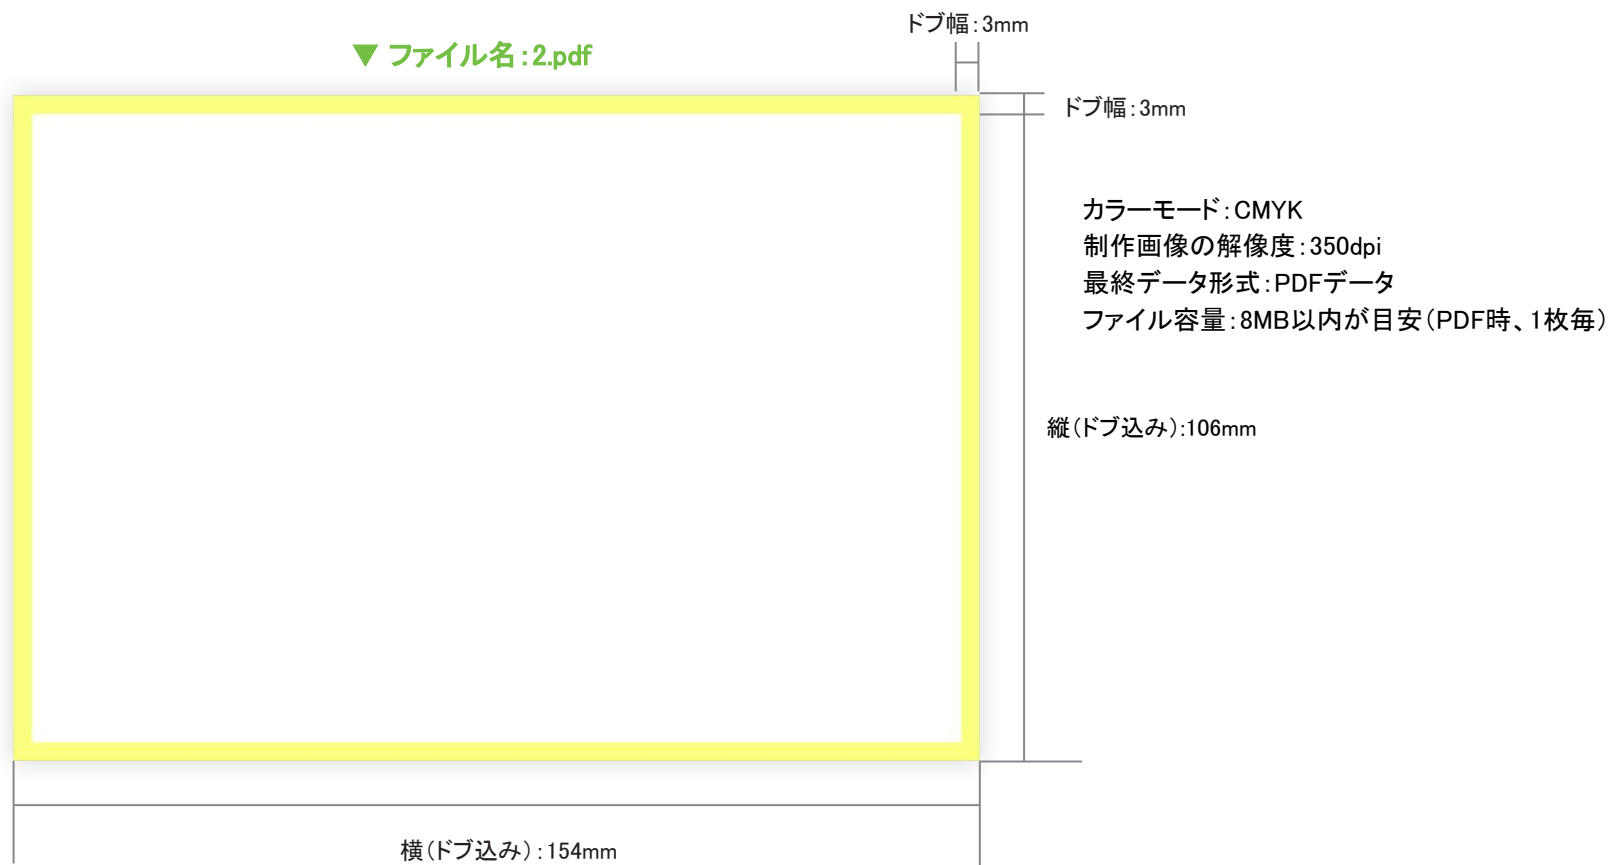 ドブ幅:3mm
▼ ファイル名:2.pdf
ドブ幅:3mm
カラーモード:CMYK
制作画像の解像度:350dpi
最終データ形式:PDFデータ
ファイル容量:8MB以内が目安(PDF時、1枚毎)
縦(ドブ込み):106mm
横(ドブ込み):154mm